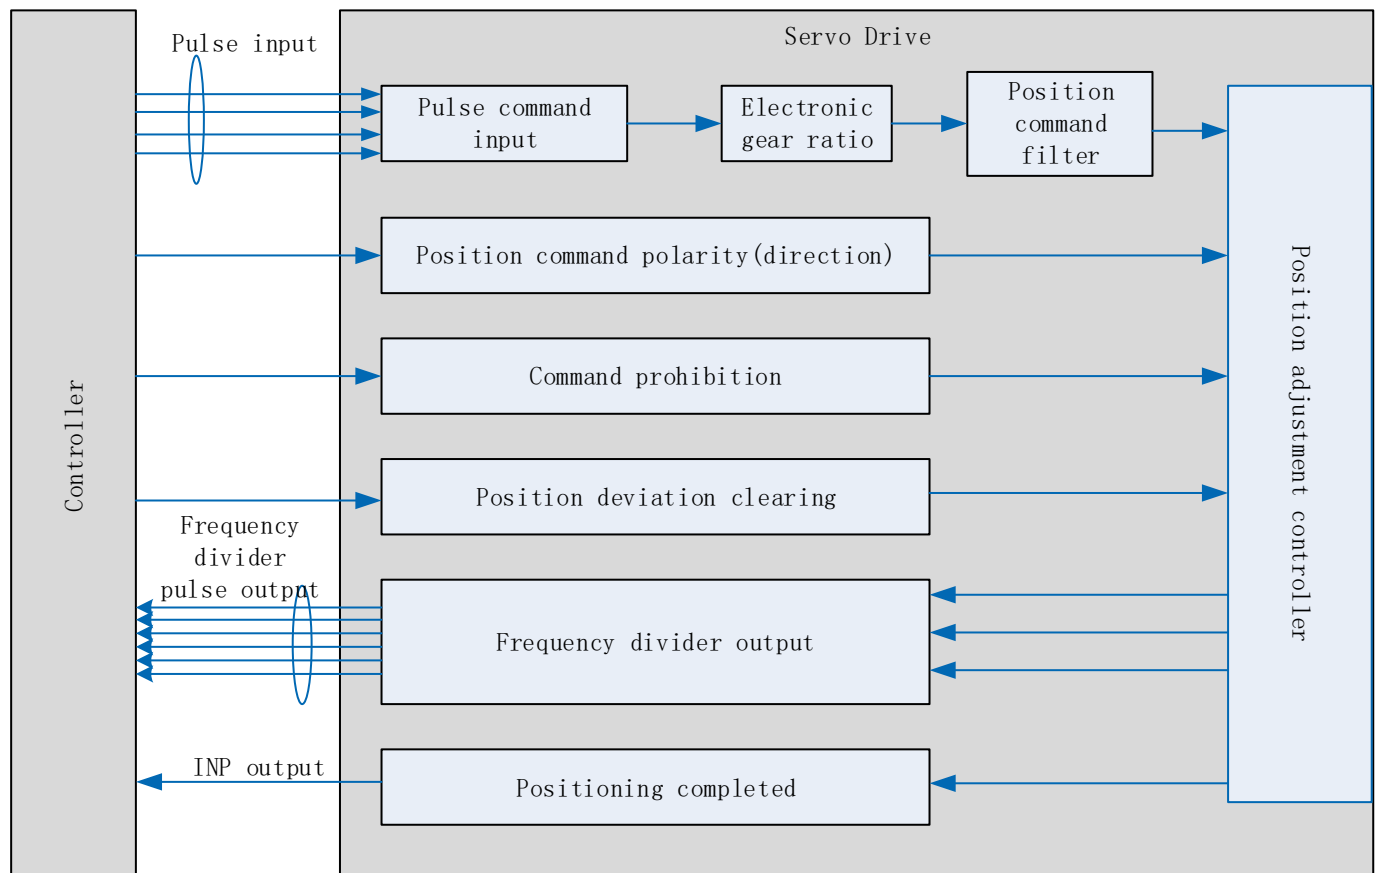 Pulse input
Servo Drive
Pulse command
input
Electronic
gear ratio
Position
command
filter
Position command polarity(direction)
Command prohibition
Position deviation clearing
Controller
Position adjustment controller
Frequency
divider
pulse output
Frequency divider output
INP output
Positioning completed